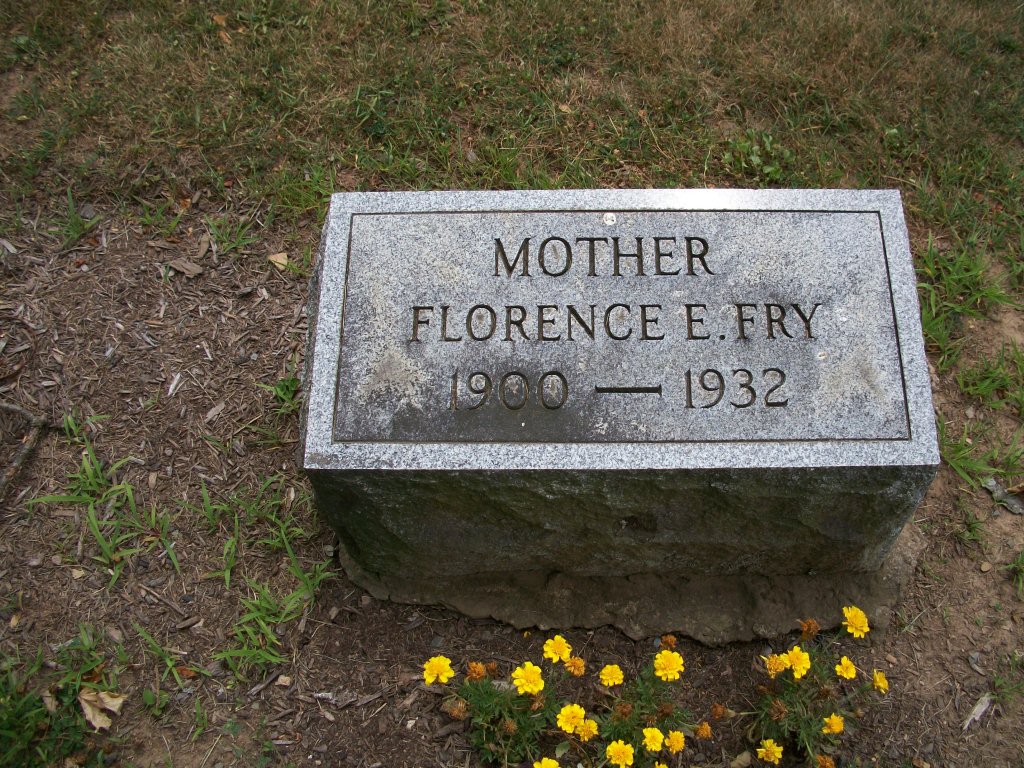 MOTHER
FLORENCE E. FRY
1900 — 1932